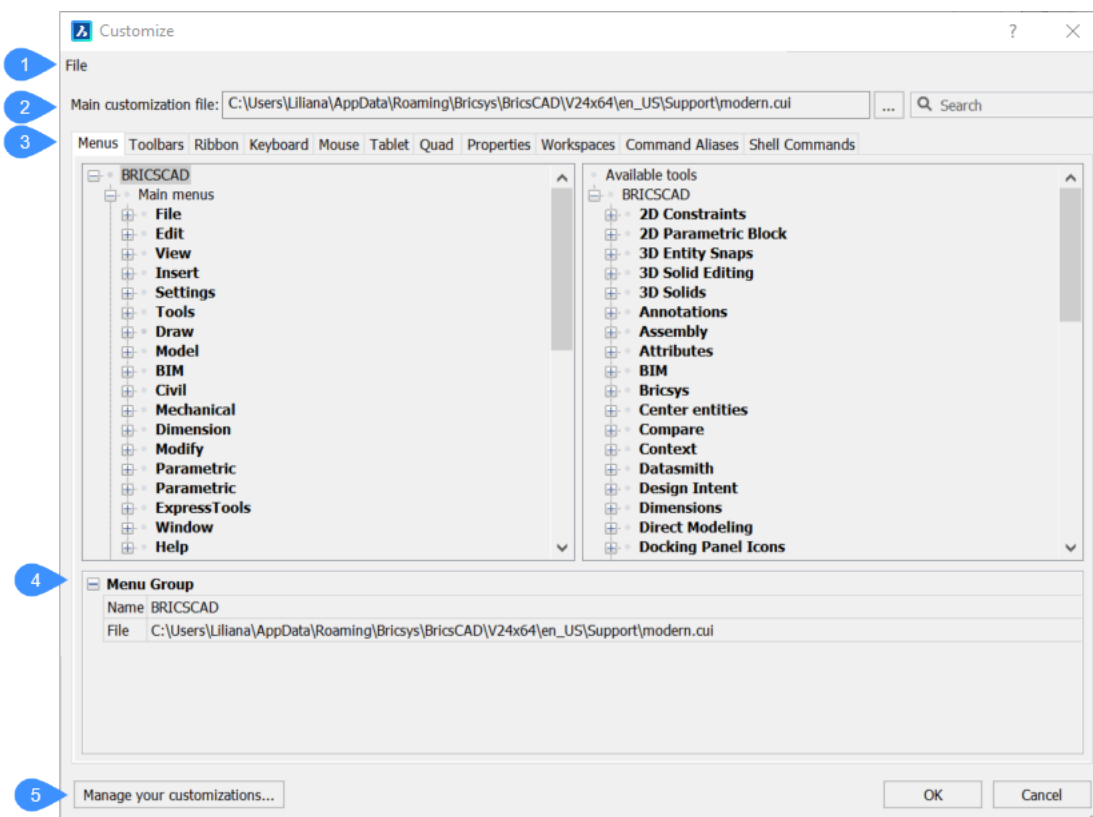 Customize
?
1
File
2
Main customization file: C:\Users\Liliana\AppData\Roaming\Bricsys\BricsCAD\V24x64\en_US\Support\modern.cui ... Search
3
Menus Toolbars Ribbon Keyboard Mouse Tablet Quad Properties Workspaces Command Aliases Shell Commands
BRICSCAD
Main menus
File
Edit
View
Insert
Settings
Tools
Draw
Model
BIM
Civil
Mechanical
Dimension
Modify
Parametric
Parametric
ExpressTools
Window
Help
Available tools
BRICSCAD
2D Constraints
2D Parametric Block
3D Entity Snaps
3D Solid Editing
3D Solids
Annotations
Assembly
Attributes
BIM
Bricsys
Center entities
Compare
Context
Datasmith
Design Intent
Dimensions
Direct Modeling
Docking Panel Icons
4
Menu Group
Name BRICSCAD
File C:\Users\Liliana\AppData\Roaming\Bricsys\BricsCAD\V24x64\en_US\Support\modern.cui
5
Manage your customizations... OK Cancel